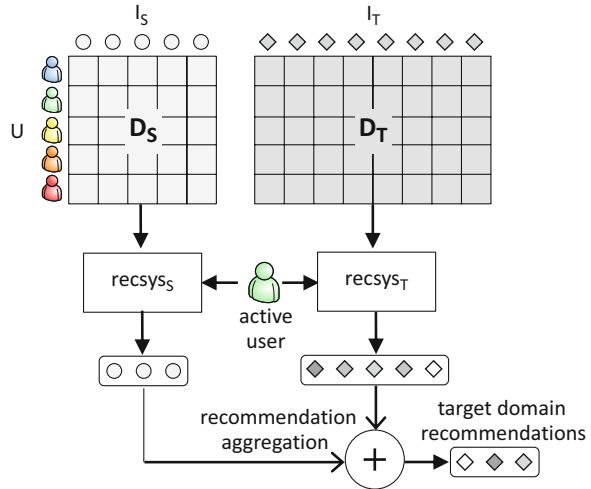 I_S
I_T
U
D_S
D_T
recsys_S
recsys_T
active
user
recommendation
aggregation
target domain
recommendations
+